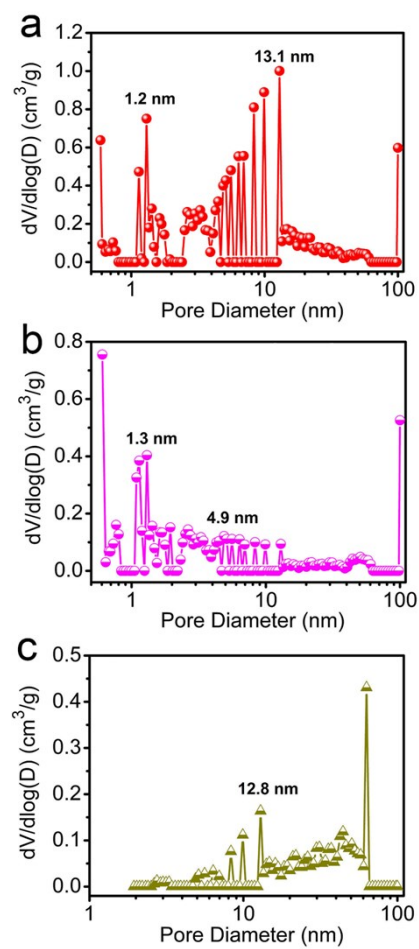 a
1.2
1.0
0.8
0.6
0.4
0.2
0.0
dV/dlog(D) (cm³/g)
1.2 nm
13.1 nm
1
10
100
Pore Diameter (nm)
b
0.8
0.6
0.4
0.2
0.0
dV/dlog(D) (cm³/g)
1.3 nm
4.9 nm
1
10
100
Pore Diameter (nm)
c
0.5
0.4
0.3
0.2
0.1
0.0
dV/dlog(D) (cm³/g)
12.8 nm
1
10
100
Pore Diameter (nm)